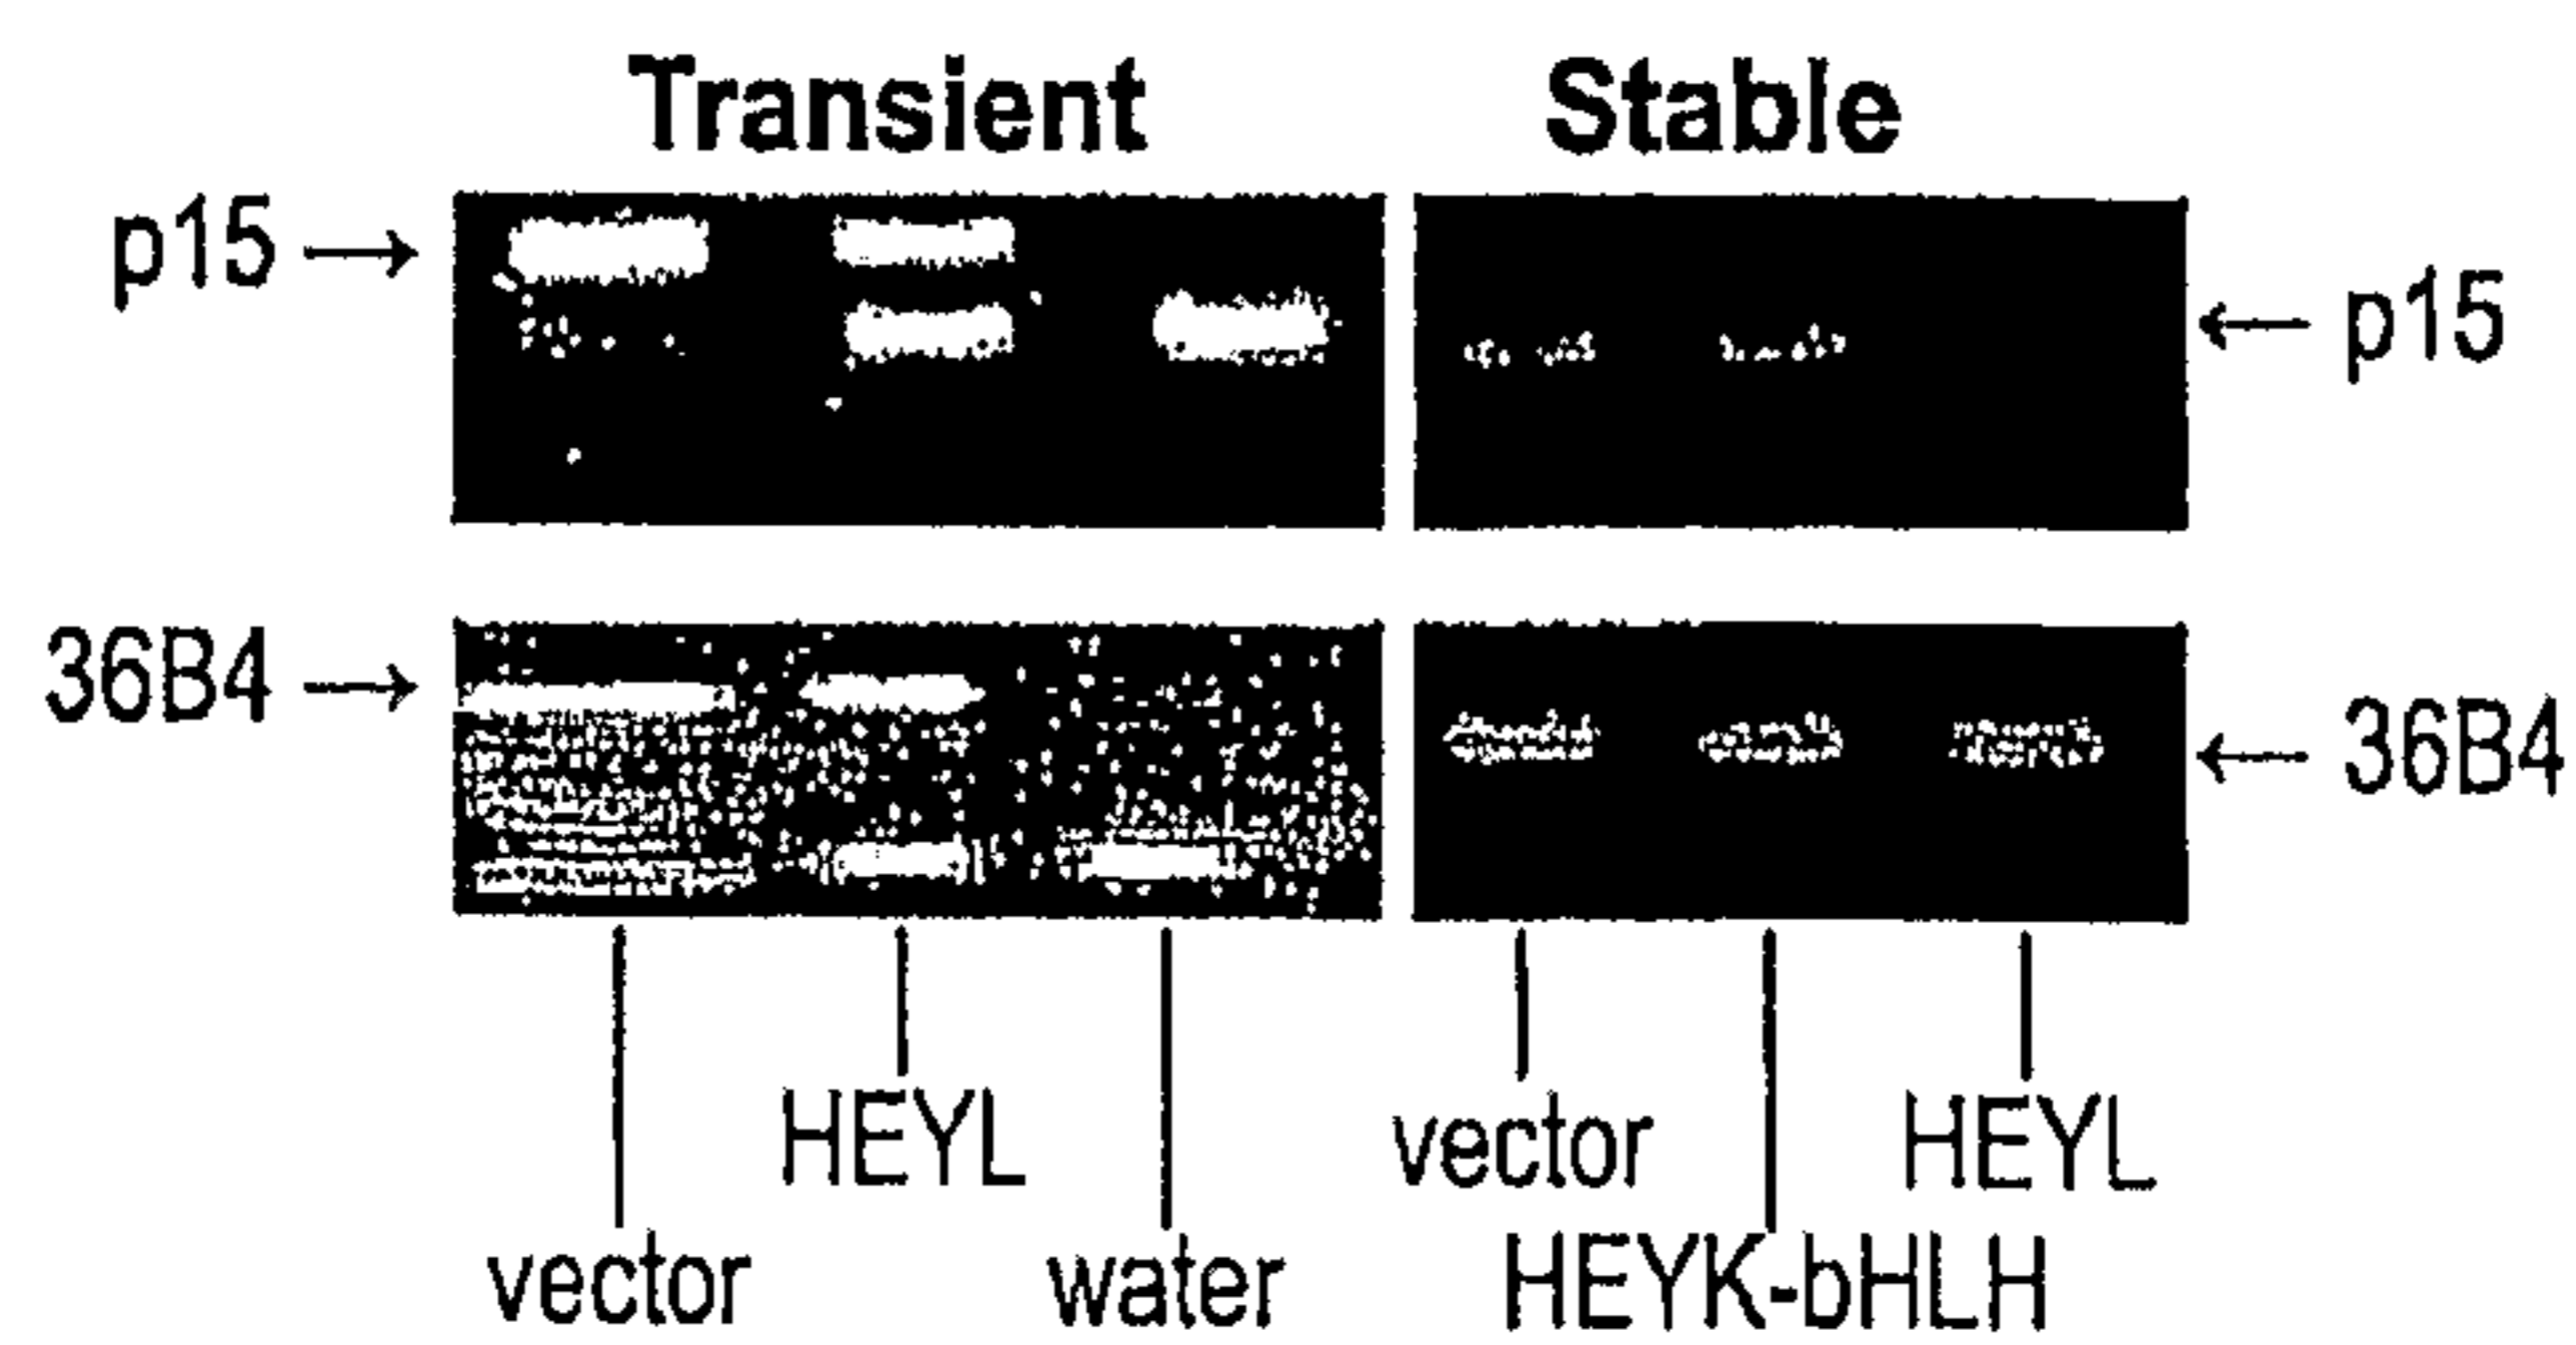 Transient Stable
p15
p15
36B4
36B4
HEYL
vector
HEYL
vector
water
HEYK-bHLH